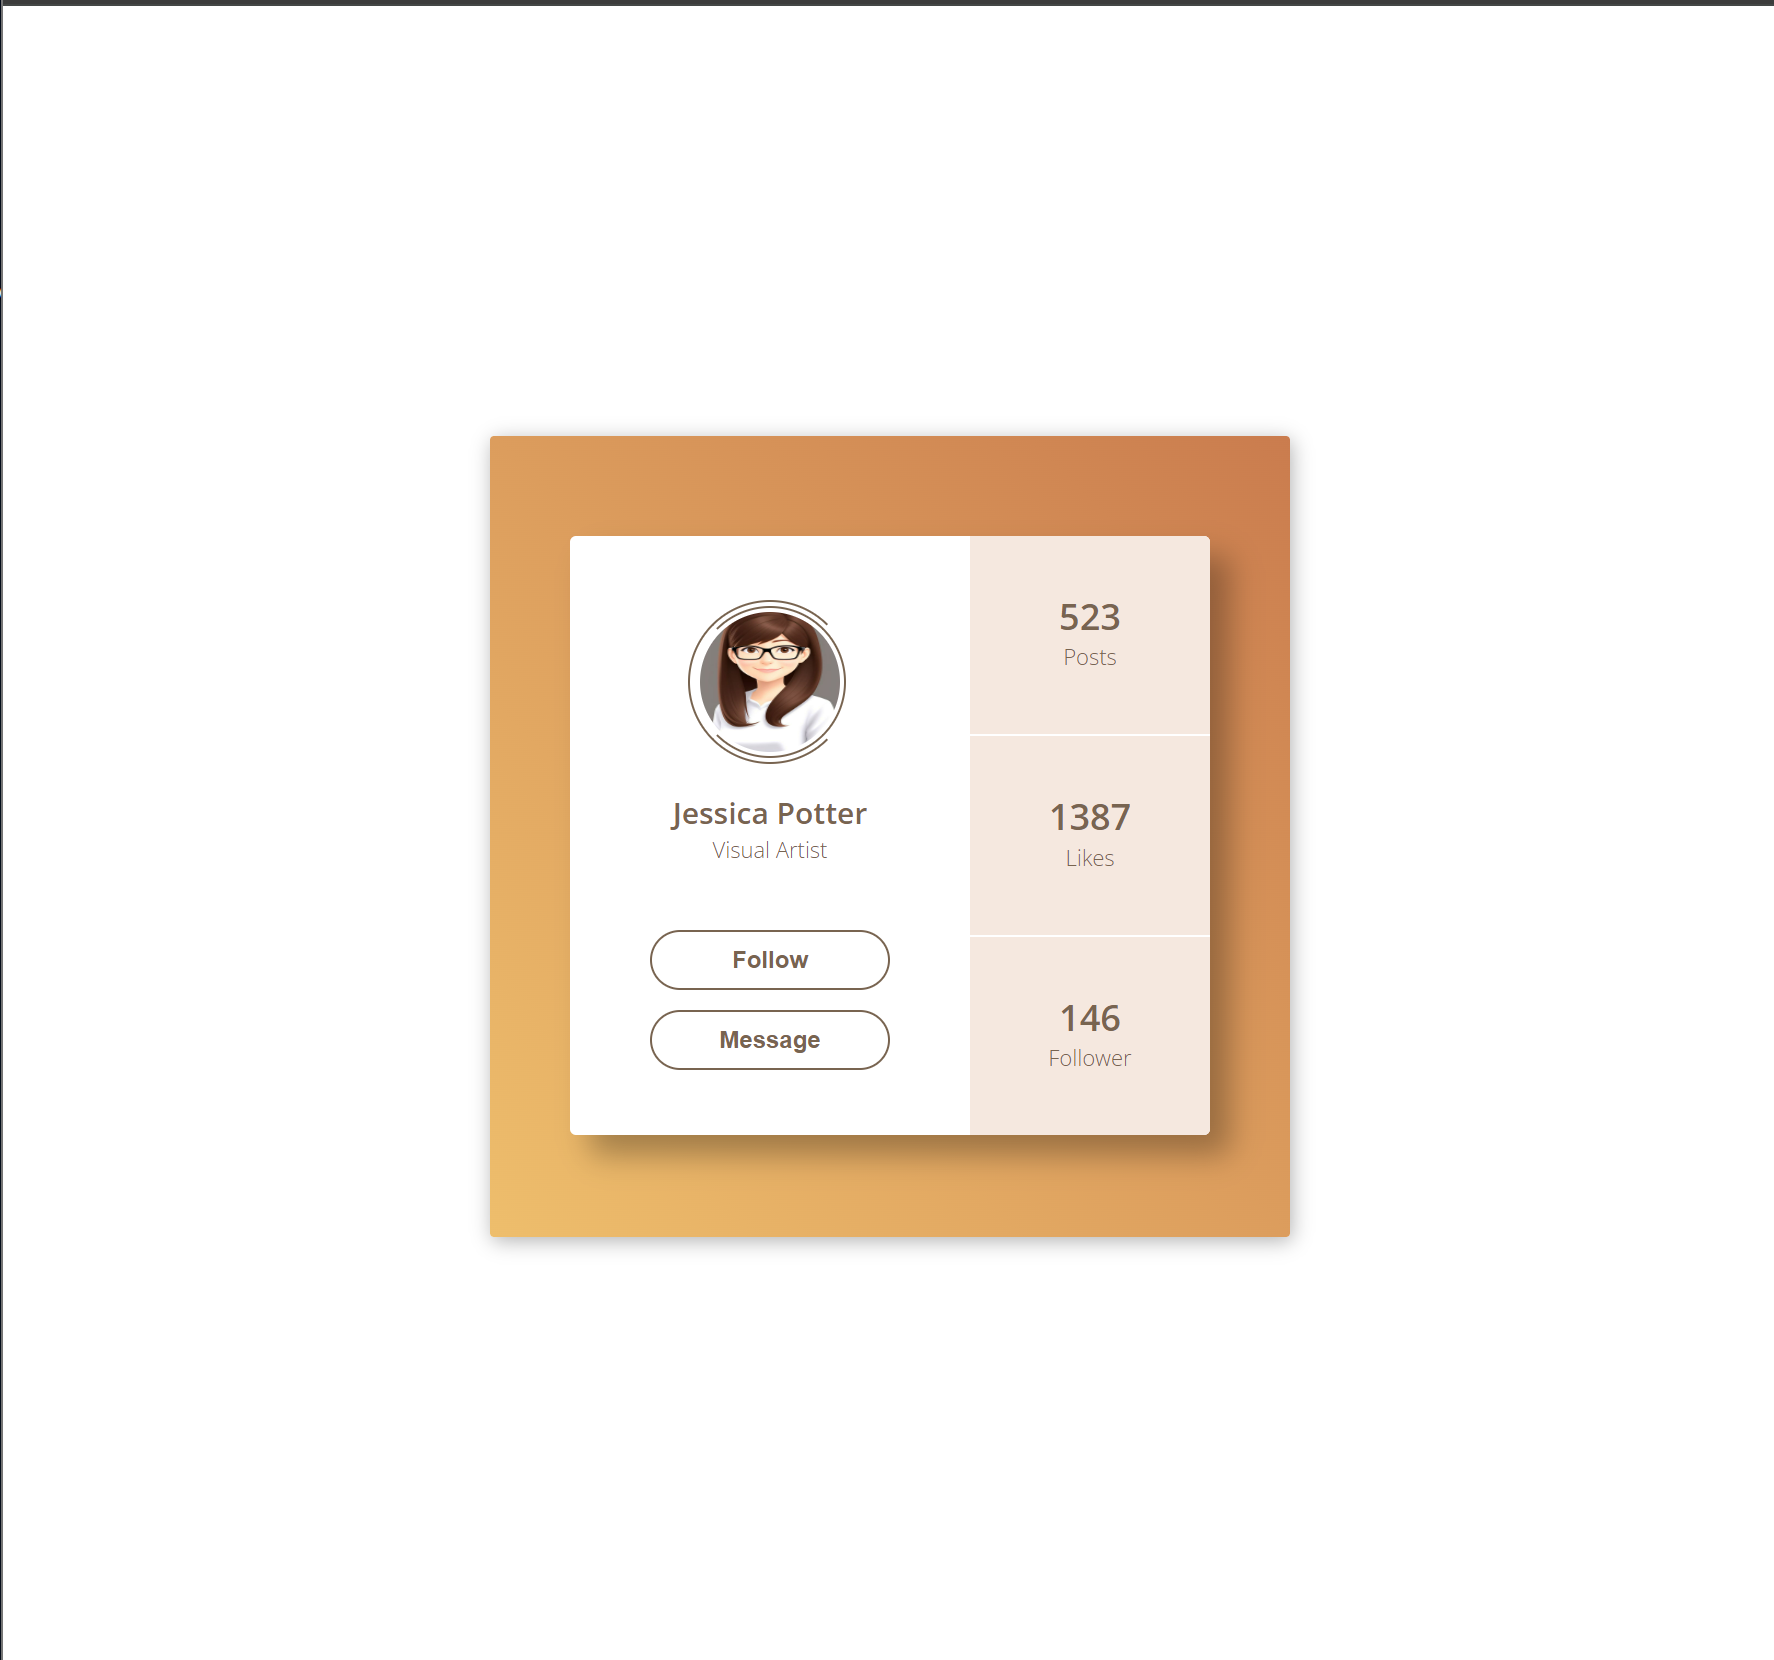 Jessica Potter
Visual Artist
Follow
Message
523
Posts
1387
Likes
146
Follower